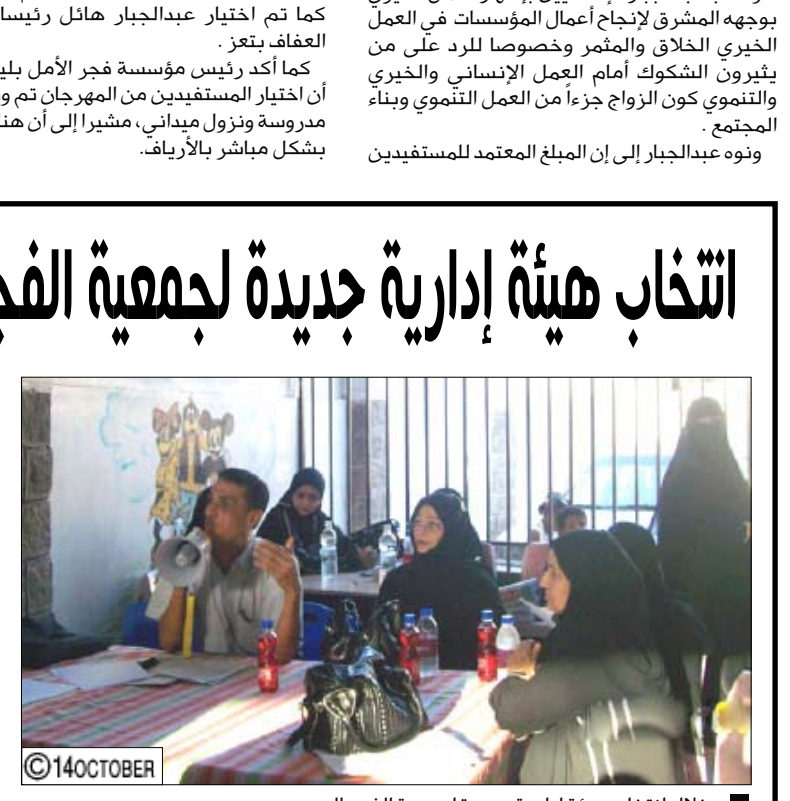 بوجهه المشرق لإنجاح أعمال المؤسسات في العمل
الخيري الخلاق والمثمر وخصوصا للرد على من
يثيرون الشكوك أمام العمل الإنساني والخيري
والتنموي كون الزواج جزءاً من العمل التنموي وبناء
المجتمع .
ونوه عبدالجبار إلى إن المبلغ المعتمد للمستفيدين
كما تم اختيار عبدالجبار هائل رئيسا
العفاف بتعز .
كما أكد رئيس مؤسسة فجر الأمل
أن اختيار المستفيدين من المهرجان تم
مدروسة ونزول ميداني، مشيرا إلى أن
بشكل مباشر بالأرياف.
انتخاب هيئة إدارية جديدة لجمعية
©14OCTOBER